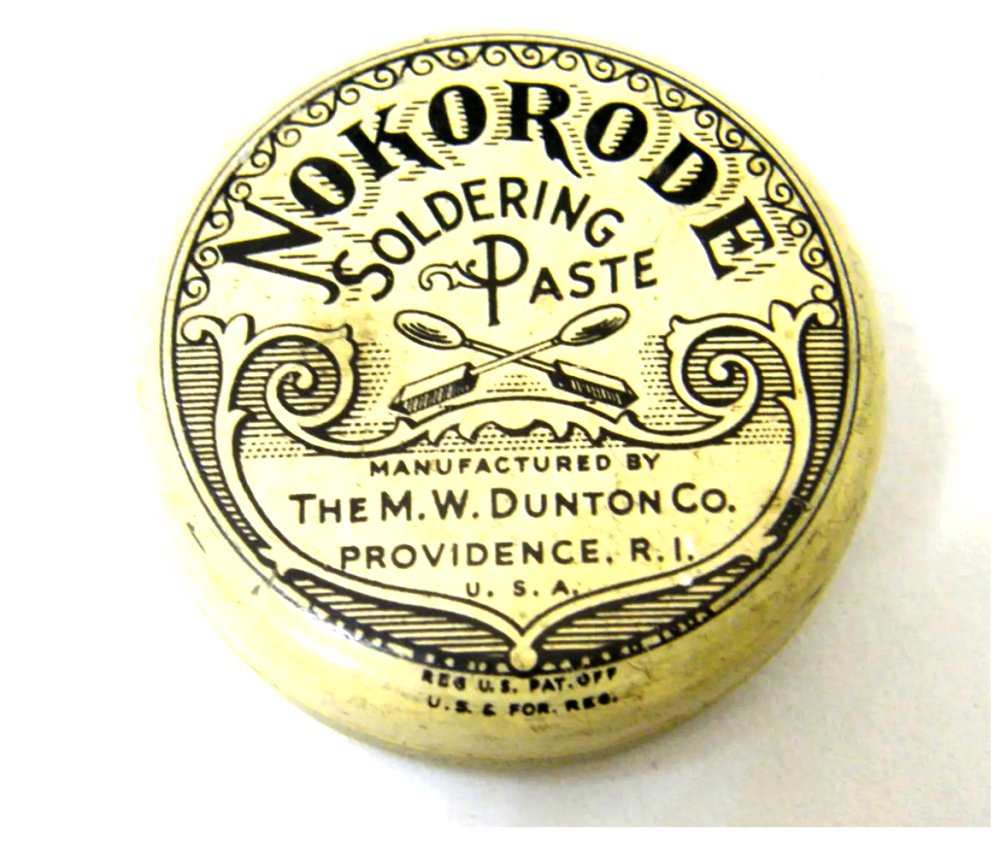 NOKORODE
SOLDERING
PASTE
MANUFACTURED BY
THE M. W. DUNTON CO.
PROVIDENCE, R. I.
U. S. A.
REG U.S. PAT. OFF
U.S. & FOR. REG.